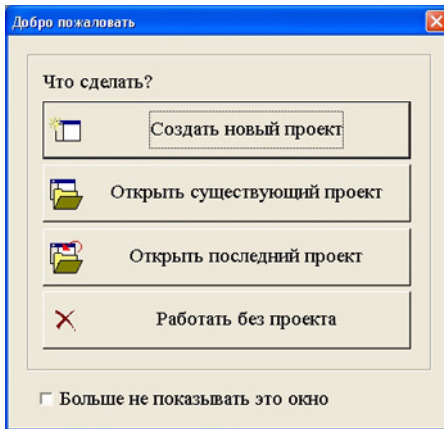 Добро пожаловать
Что сделать?
Создать новый проект
Открыть существующий проект
Открыть последний проект
Работать без проекта
Больше не показывать это окно